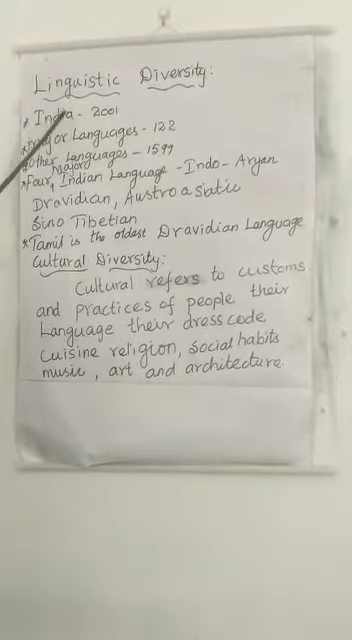 Linguistic Diversity:
* India - 2001
* Major Languages - 122
* Other Languages - 1599
* Four Major Indian Language - Indo - Aryan
Dravidian, Austroasiatic
Sino Tibetian
* Tamil is the oldest Dravidian Language
Cultural Diversity:
Cultural refers to customs
and practices of people their
Language their dresscode
Cuisine religion, social habits
music, art and architecture.